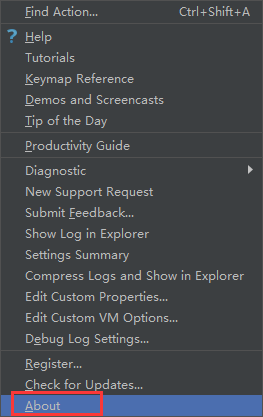 Find Action... Ctrl+Shift+A
? Help
Tutorials
Keymap Reference
Demos and Screencasts
Tip of the Day
Productivity Guide
Diagnostic
New Support Request
Submit Feedback...
Show Log in Explorer
Settings Summary
Compress Logs and Show in Explorer
Edit Custom Properties...
Edit Custom VM Options...
Debug Log Settings...
Register...
Check for Updates...
About